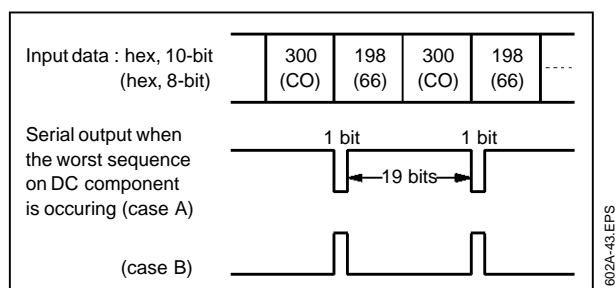 Input data : hex, 10-bit
(hex, 8-bit)
300 198 300 198
(CO) (66) (CO) (66)
Serial output when
the worst sequence
on DC component
is occuring (case A)
1 bit 1 bit
19 bits
(case B)
602A-43.EPS